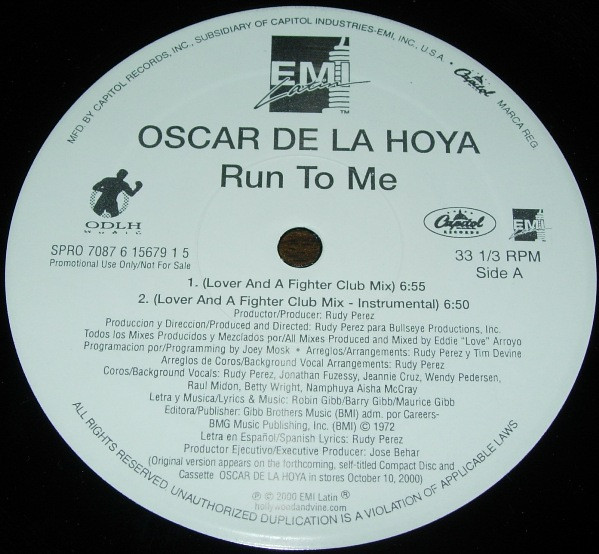 MFD. BY CAPITOL RECORDS, INC., SUBSIDIARY OF CAPITOL INDUSTRIES-EMI, INC., U.S.A. • Capitol MARCA REG.
EMI
Latin
TM
OSCAR DE LA HOYA
Run To Me
ODLH
MUSIC
Capitol
RECORDS
EMI
Latin
SPRO 7087 6 15679 1 5
Promotional Use Only/Not For Sale
33 1/3 RPM
Side A
1. (Lover And A Fighter Club Mix) 6:55
2. (Lover And A Fighter Club Mix - Instrumental) 6:50
Productor/Producer: Rudy Perez
Produccion y Direccion/Produced and Directed: Rudy Perez para Bullseye Productions, Inc.
Todos los Mixes Producidos y Mezclados por/All Mixes Produced and Mixed by Eddie "Love" Arroyo
Programacion por/Programming by Joey Mosk • Arreglos/Arrangements: Rudy Perez y Tim Devine
Arreglos de Coros/Background Vocal Arrangements: Rudy Perez
Coros/Background Vocals: Rudy Perez, Jonathan Fuzessy, Jeannie Cruz, Wendy Pedersen,
Raul Midon, Betty Wright, Namphuya Aisha McCray
Letra y Musica/Lyrics & Music: Robin Gibb/Barry Gibb/Maurice Gibb
Editora/Publisher: Gibb Brothers Music (BMI) adm. por Careers-
BMG Music Publishing, Inc. (BMI) © 1972
Letra en Español/Spanish Lyrics: Rudy Perez
Productor Ejecutivo/Executive Producer: Jose Behar
(Original version appears on the forthcoming, self-titled Compact Disc and
Cassette OSCAR DE LA HOYA in stores October 10, 2000)
℗ © 2000 EMI Latin ®
hollywoodandvine.com
ALL RIGHTS RESERVED. UNAUTHORIZED DUPLICATION IS A VIOLATION OF APPLICABLE LAWS